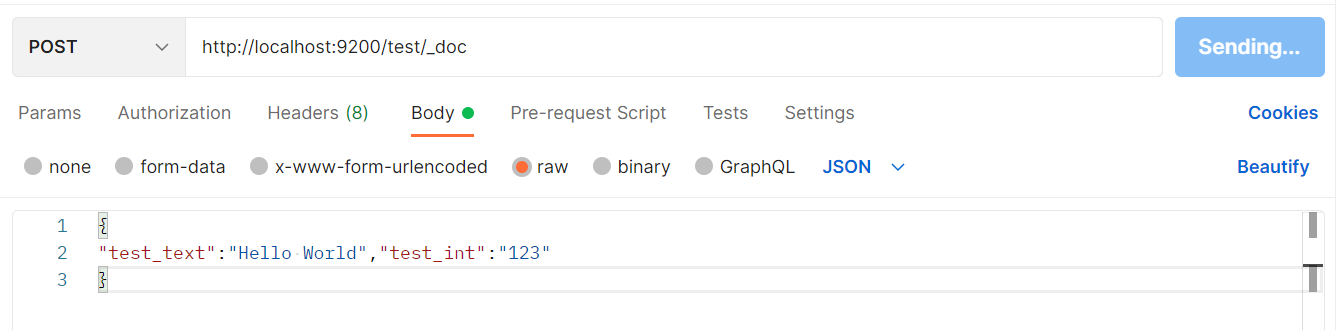 POST http://localhost:9200/test/_doc Sending...
Params Authorization Headers (8) Body Pre-request Script Tests Settings Cookies
none form-data x-www-form-urlencoded raw binary GraphQL JSON Beautify
1 {
2 "test_text":"Hello World","test_int":"123"
3 }